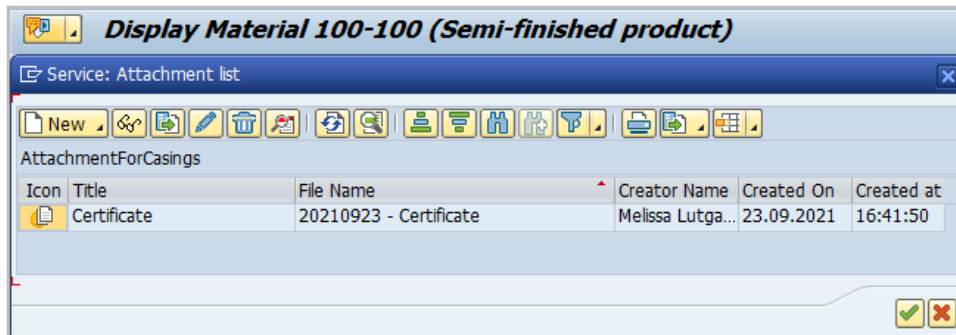 Display Material 100-100 (Semi-finished product)
Service: Attachment list
New
AttachmentForCasings
Icon Title File Name Creator Name Created On Created at
Certificate 20210923 - Certificate Melissa Lutga... 23.09.2021 16:41:50